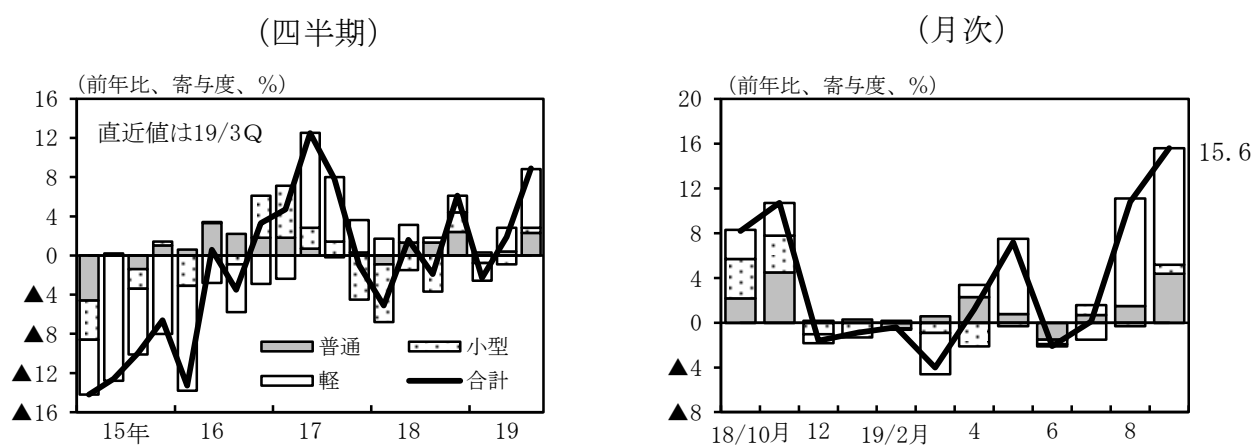 (四半期)
(前年比、寄与度、%)
16
12
8
4
0
▲4
▲8
▲12
▲16
直近値は19/3Q
普通
小型
軽
合計
15年 16 17 18 19
(月次)
(前年比、寄与度、%)
20
16
12
8
4
0
▲4
▲8
15.6
18/10月 12 19/2月 4 6 8